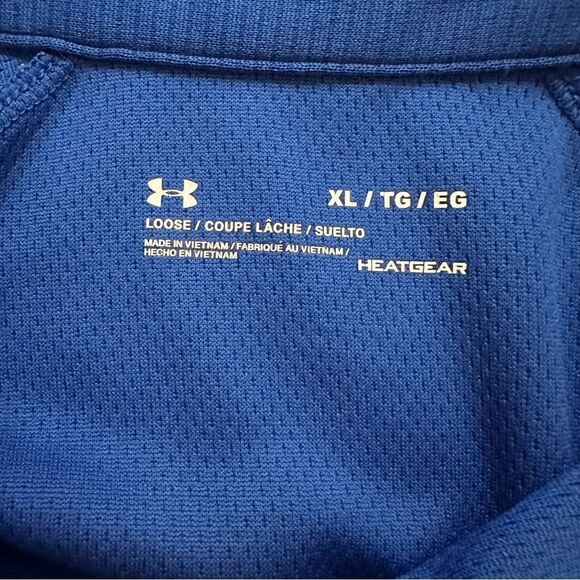 XL / TG / EG
LOOSE / COUPE LÂCHE / SUELTO
MADE IN VIETNAM / FABRIQUÉ AU VIETNAM /
HECHO EN VIETNAM
HEATGEAR